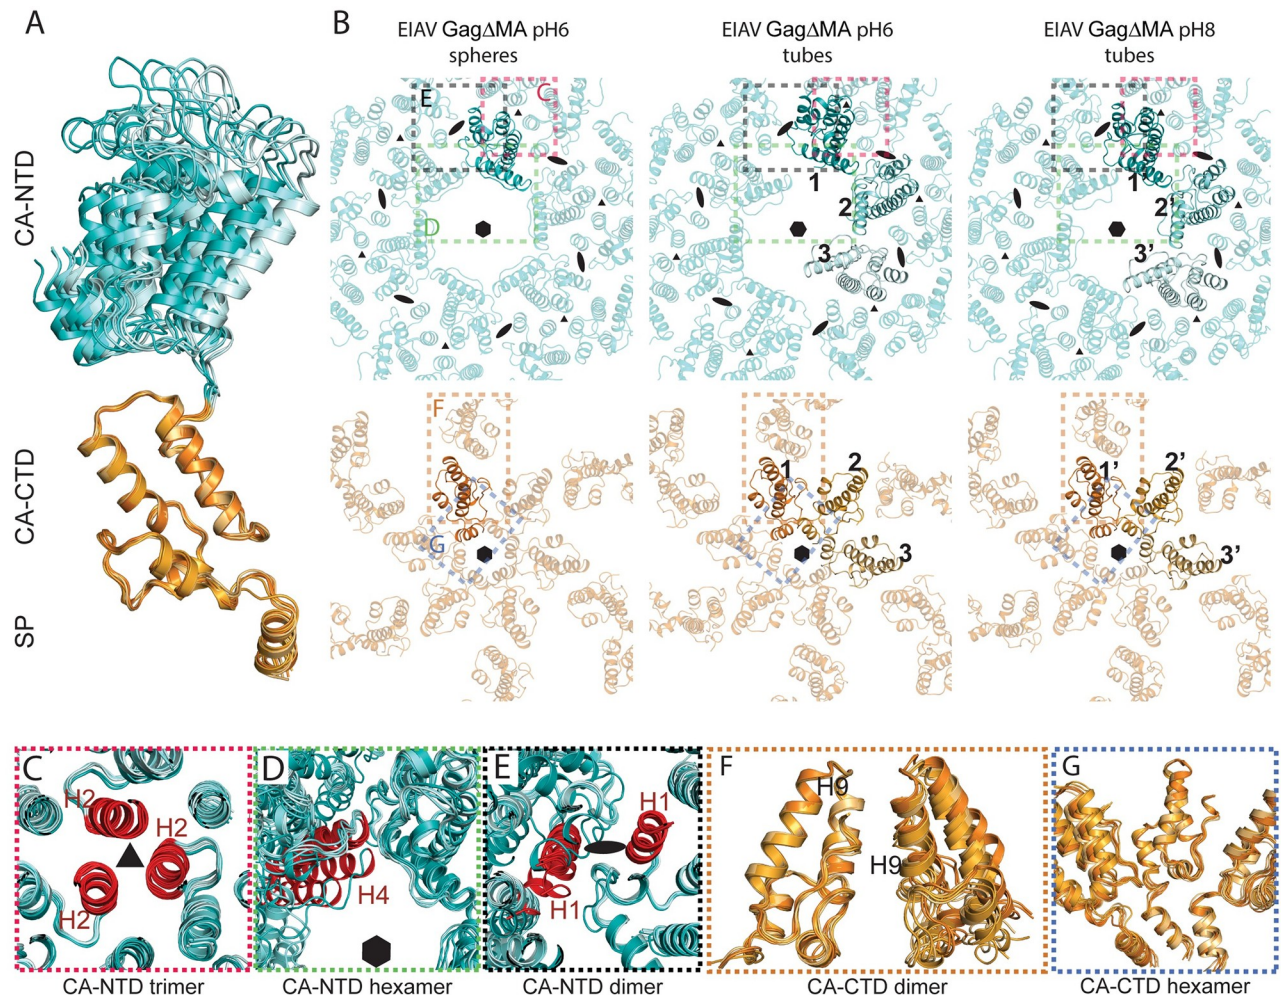 A
B
EIAV GagΔMA pH6
spheres
EIAV GagΔMA pH6
tubes
EIAV GagΔMA pH8
tubes
CA-NTD
CA-CTD
SP
E
C
D
1
2
3
1'
2'
3'
F
G
1
2
3
1'
2'
3'
C
H2
H2
H2
CA-NTD trimer
D
H4
CA-NTD hexamer
E
H1
H1
CA-NTD dimer
F
H9
H9
CA-CTD dimer
G
CA-CTD hexamer